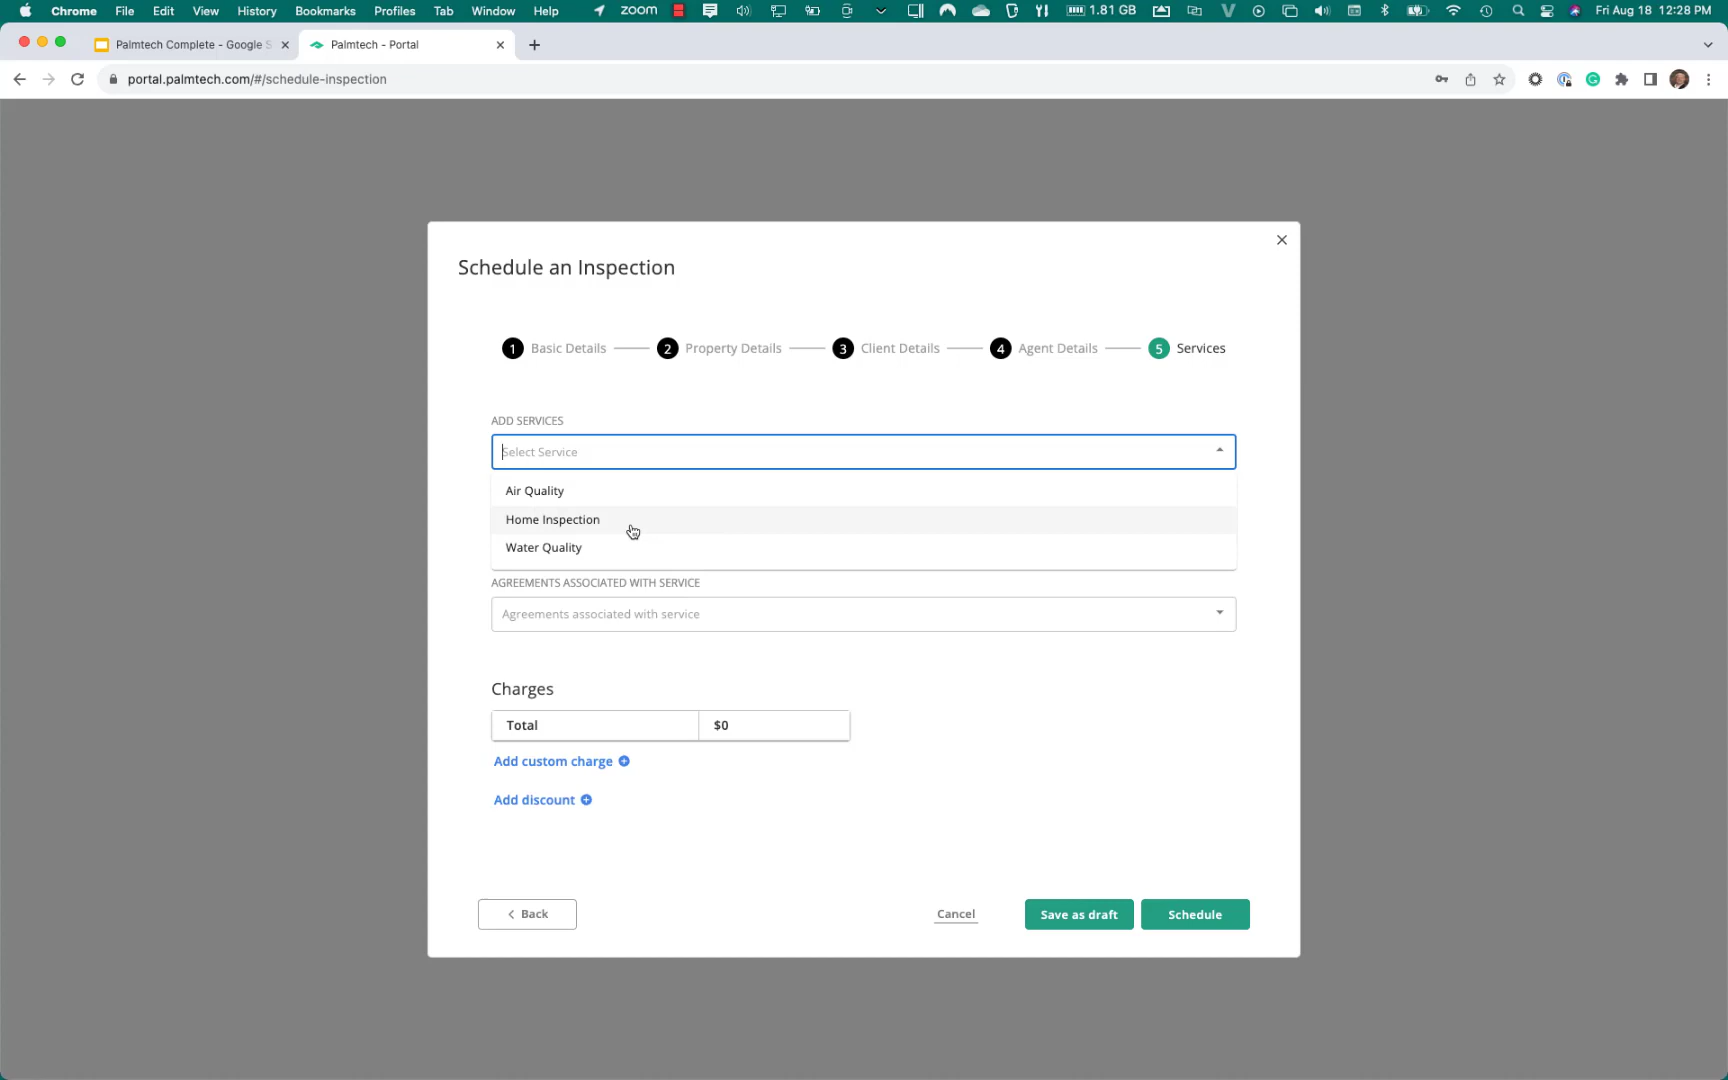 Chrome File Edit View History Bookmarks Profiles Tab Window Help zoom 1.81 GB Fri Aug 18 12:28 PM
Palmtech Complete - Google S Palmtech - Portal
portal.palmtech.com/#/schedule-inspection
Schedule an Inspection
1 Basic Details 2 Property Details 3 Client Details 4 Agent Details 5 Services
ADD SERVICES
Select Service
Air Quality
Home Inspection
Water Quality
AGREEMENTS ASSOCIATED WITH SERVICE
Agreements associated with service
Charges
Total $0
Add custom charge
Add discount
Back Cancel Save as draft Schedule